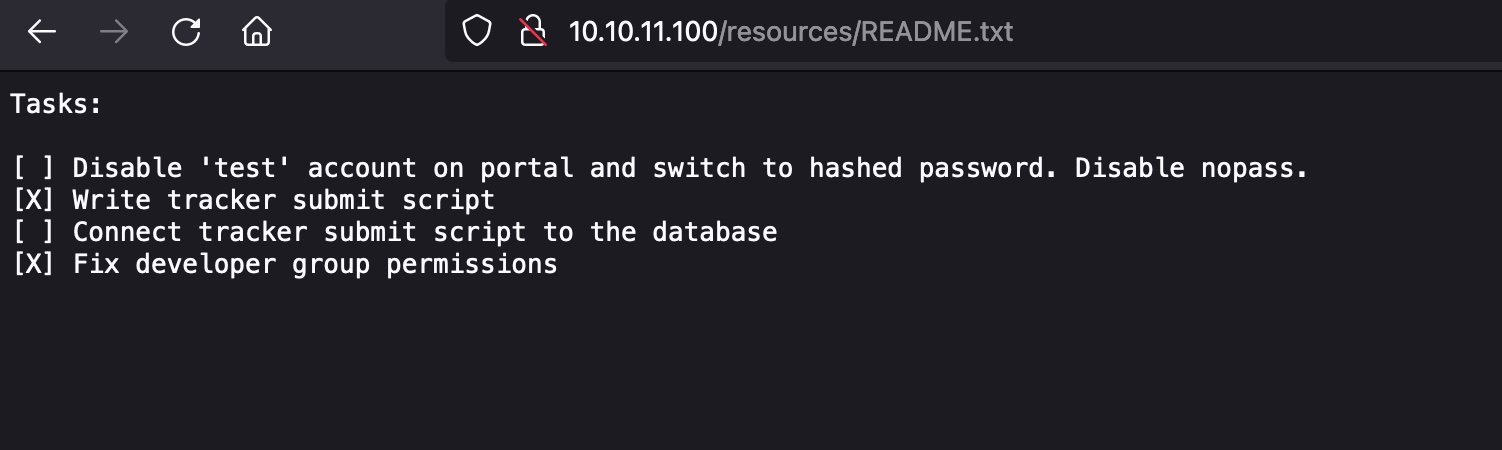 10.10.11.100/resources/README.txt
Tasks:
[ ] Disable 'test' account on portal and switch to hashed password. Disable nopass.
[X] Write tracker submit script
[ ] Connect tracker submit script to the database
[X] Fix developer group permissions